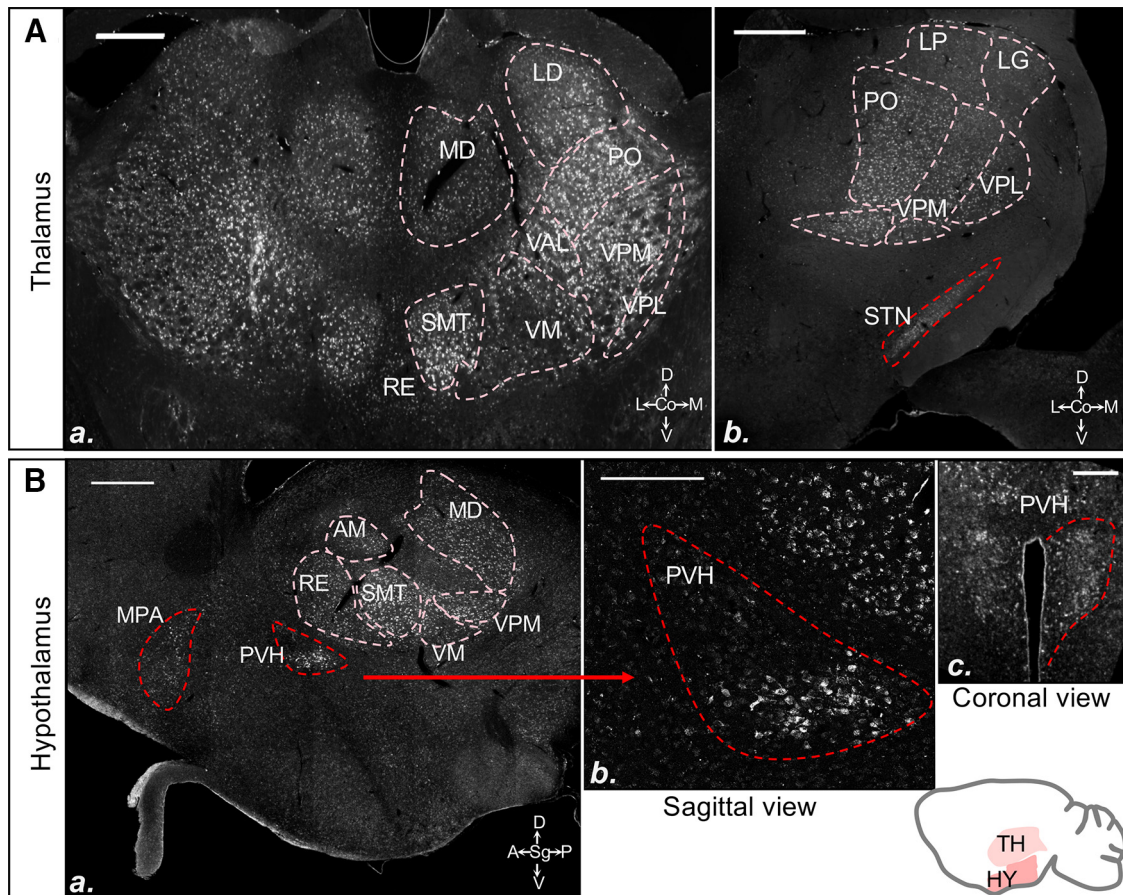 A
Thalamus
LD
MD
PO
VAL
VPM
VPL
SMT
VM
RE
a.
D
L Co M
V
LP
LG
PO
VPL
VPM
STN
b.
D
L Co M
V
B
Hypothalamus
MD
AM
RE
SMT
MPA
VPM
PVH
VM
a.
D
A Sg P
V
PVH
b.
Sagittal view
PVH
c.
Coronal view
TH
HY